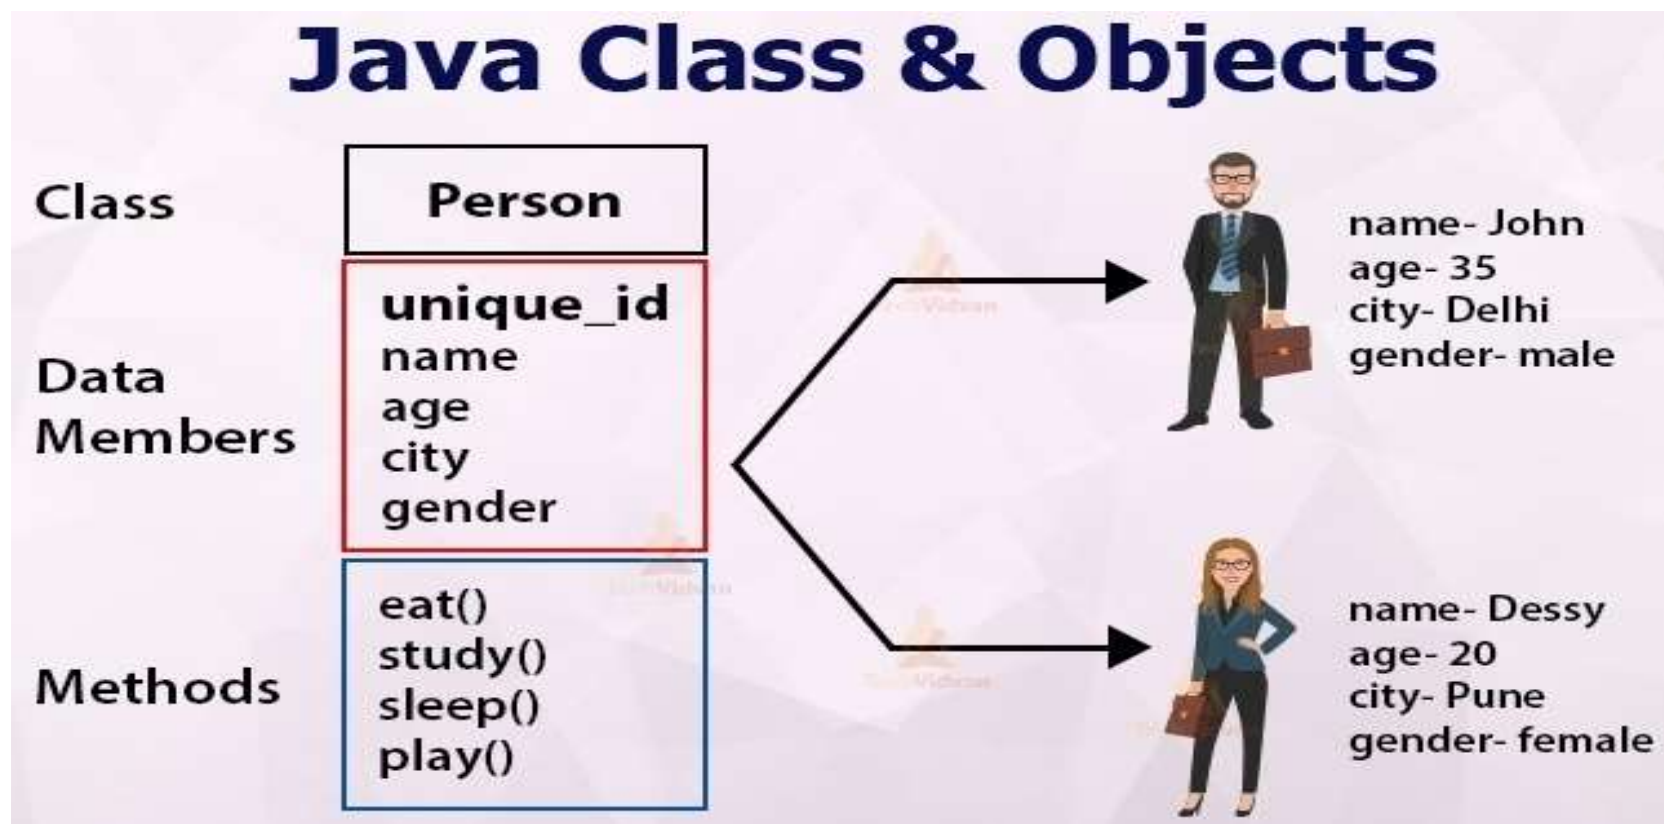 Java Class & Objects
Class
Person
Data
Members
unique_id
name
age
city
gender
Methods
eat()
study()
sleep()
play()
name- John
age- 35
city- Delhi
gender- male
name- Dessy
age- 20
city- Pune
gender- female